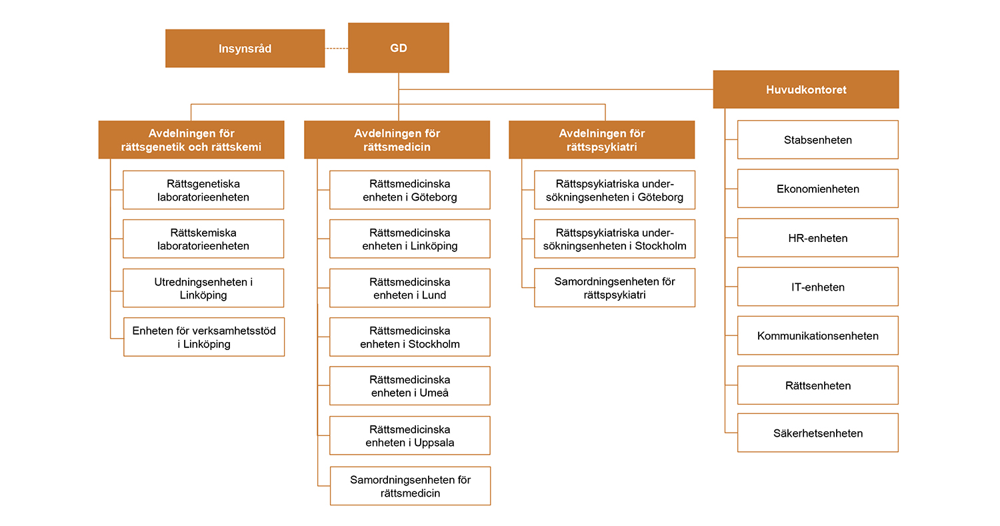 Insynsråd
GD
Huvudkontoret
Avdelningen för
rättsgenetik och rättskemi
Rättsgenetiska
laboratorieenheten
Rättskemiska
laboratorieenheten
Utredningsenheten i
Linköping
Enheten för verksamhetsstöd
i Linköping
Avdelningen för
rättsmedicin
Rättsmedicinska
enheten i Göteborg
Rättsmedicinska
enheten i Linköping
Rättsmedicinska
enheten i Lund
Rättsmedicinska
enheten i Stockholm
Rättsmedicinska
enheten i Umeå
Rättsmedicinska
enheten i Uppsala
Samordningsenheten för
rättsmedicin
Avdelningen för
rättspsykiatri
Rättspsykiatriska under-
sökningsenheten i Göteborg
Rättspsykiatriska under-
sökningsenheten i Stockholm
Samordningsenheten för
rättspsykiatri
Stabsenheten
Ekonomienheten
HR-enheten
IT-enheten
Kommunikationsenheten
Rättsenheten
Säkerhetsenheten